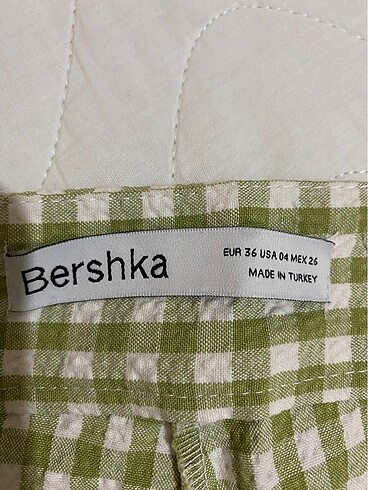 Bershka
EUR 36 USA 04 MEX 26
MADE IN TURKEY